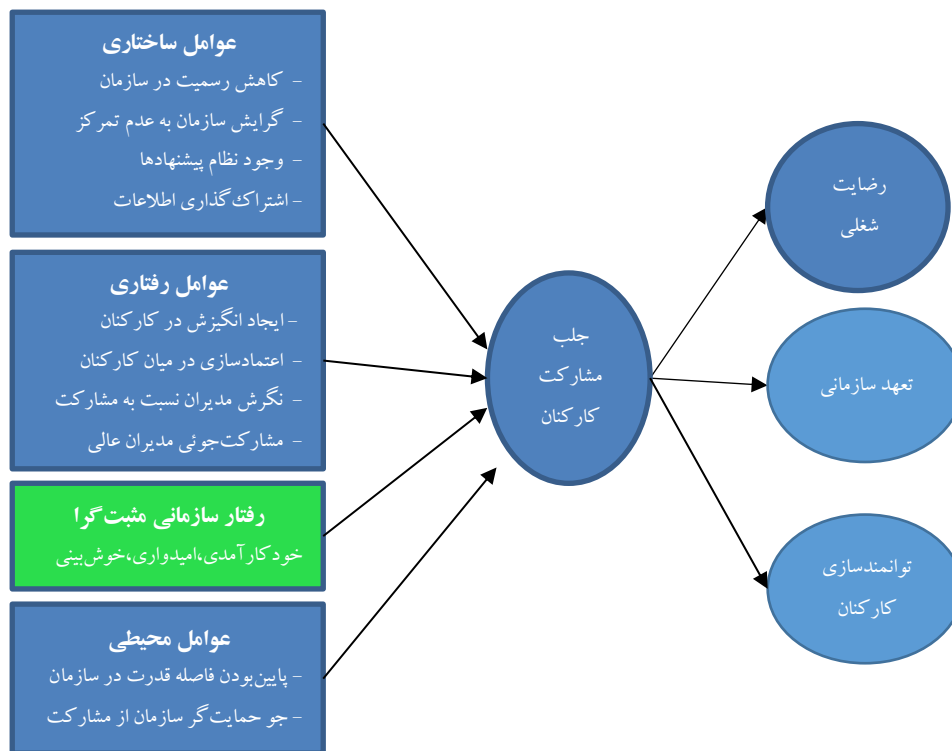 عوامل ساختاری
- کاهش رسمیت در سازمان
گرایش سازمان به عدم تمرکز -
- وجود نظام پیشنهادها
- اشتراک‌گذاری اطلاعات
عوامل رفتاری
- ایجاد انگیزش در کارکنان
- اعتمادسازی در میان کارکنان
- نگرش مدیران نسبت به مشارکت
- مشارکت‌جوئی مدیران عالی
رفتار سازمانی مثبت‌گرا
خودکارآمدی،امیدواری،خوش‌بینی
عوامل محیطی
- پایین‌بودن فاصله قدرت در سازمان
- جو حمایت‌گر سازمان از مشارکت
جلب
مشارکت
کارکنان
رضایت
شغلی
تعهد سازمانی
توانمندسازی
کارکنان